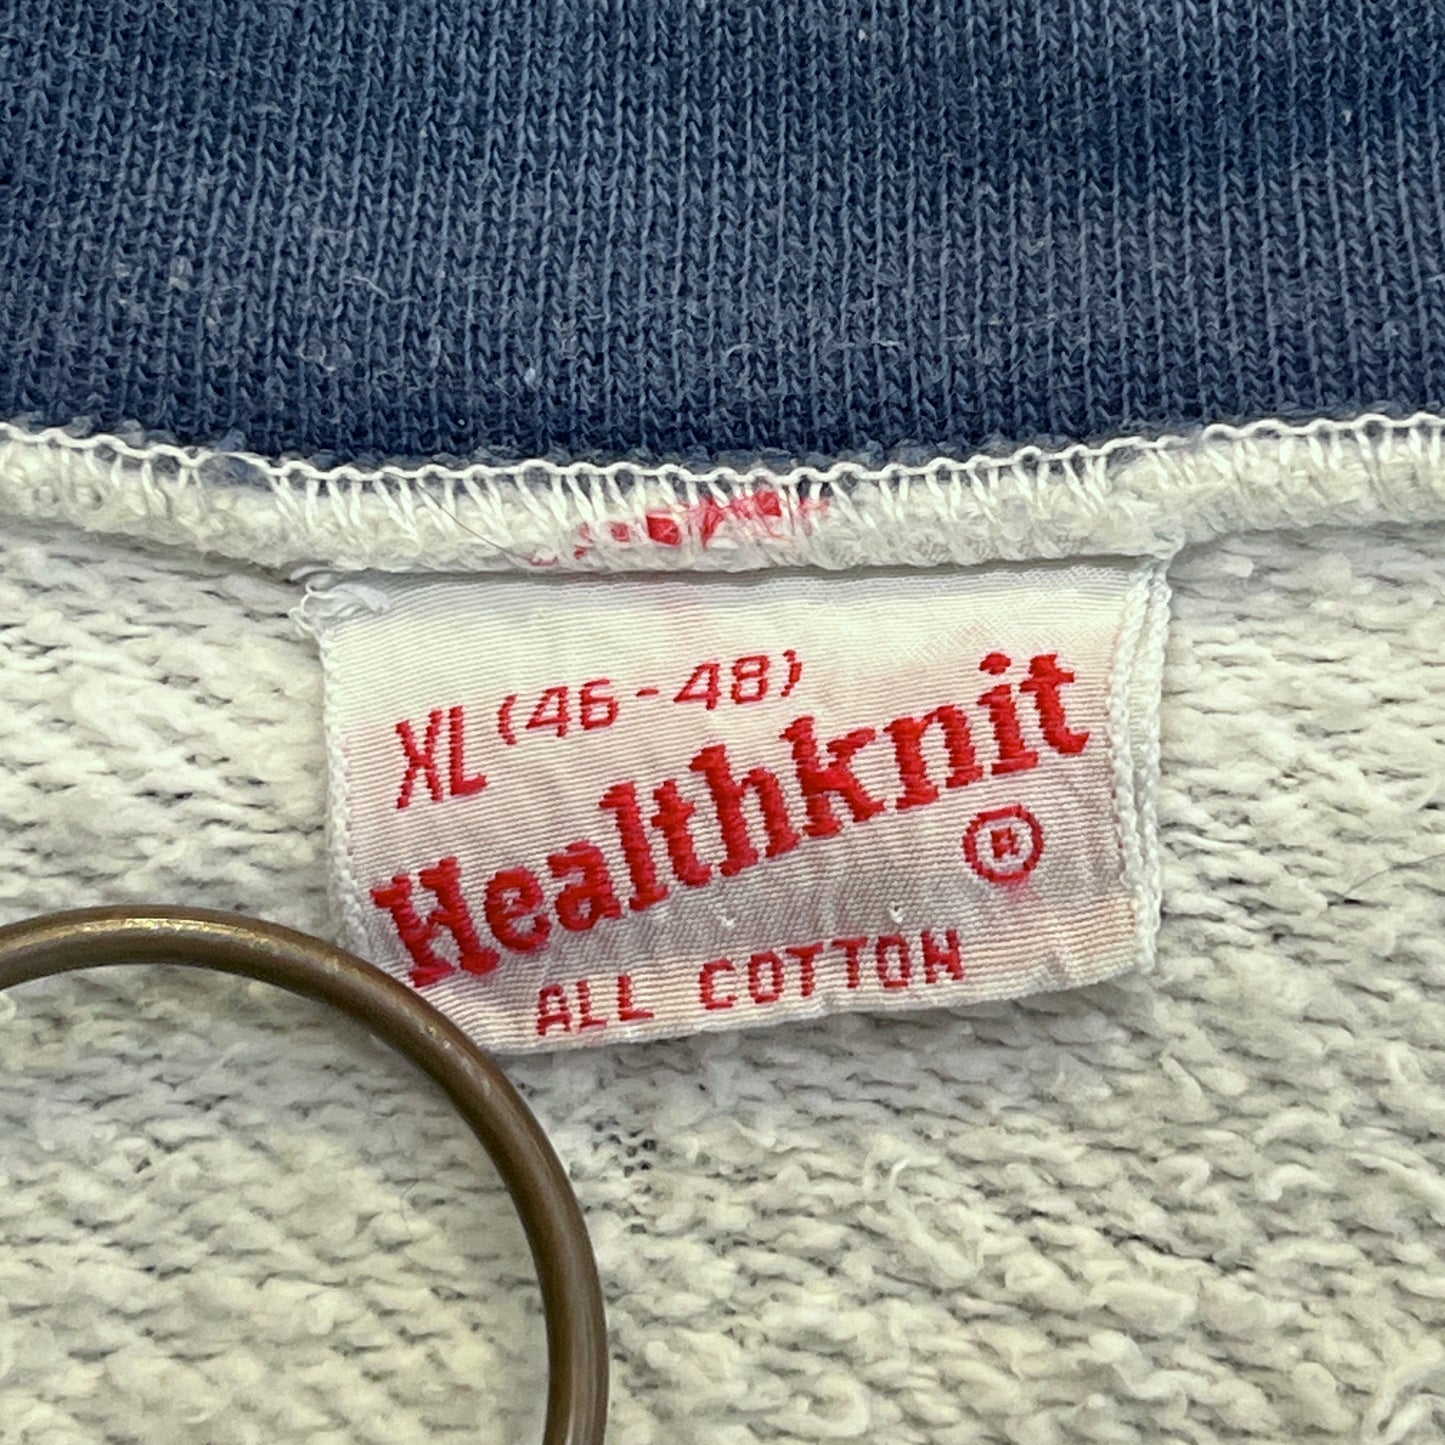 XL (46-48)
Healthknit
®
ALL COTTON